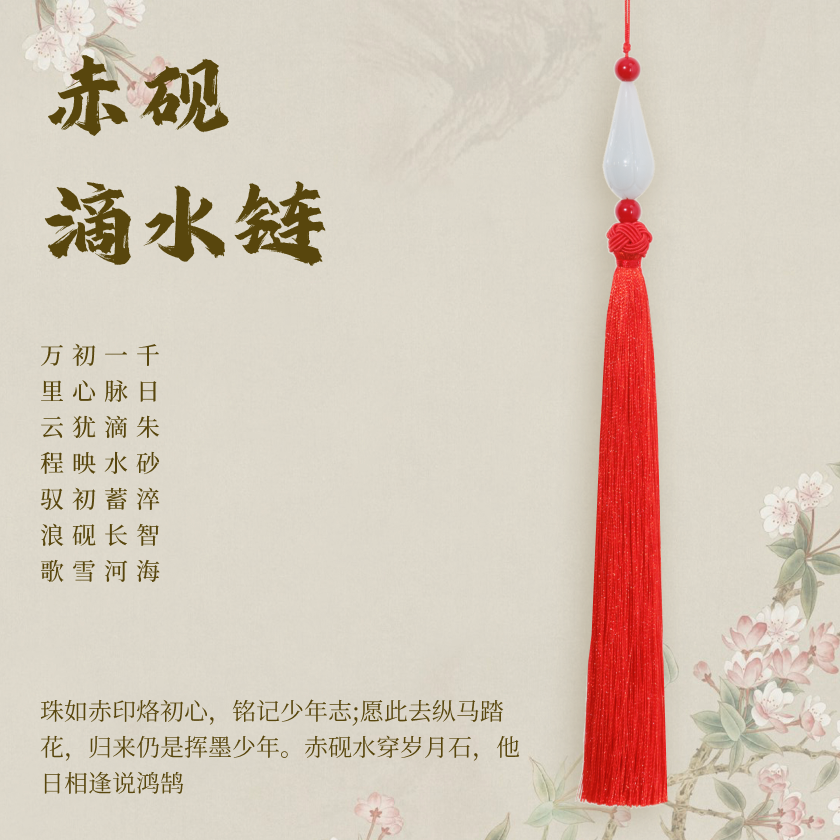 赤砚
滴水链
千日朱砂淬智海
一脉滴水蓄长河
初心犹映初砚雪
万里云程驭浪歌
珠如赤印烙初心，铭记少年志;愿此去纵马踏
花，归来仍是挥墨少年。赤砚水穿岁月石，他
日相逢说鸿鹄